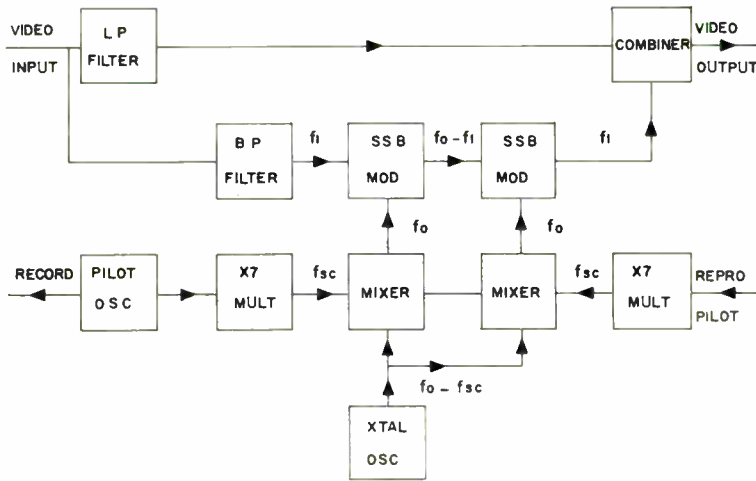 VIDEO
INPUT
L P
FILTER
COMBINER
VIDEO
OUTPUT
B P
FILTER
f1
SSB
MOD
fo-f1
SSB
MOD
f1
fo
fo
RECORD
PILOT
OSC
X7
MULT
fsc
MIXER
MIXER
fsc
X7
MULT
REPRO
PILOT
fo-fsc
XTAL
OSC